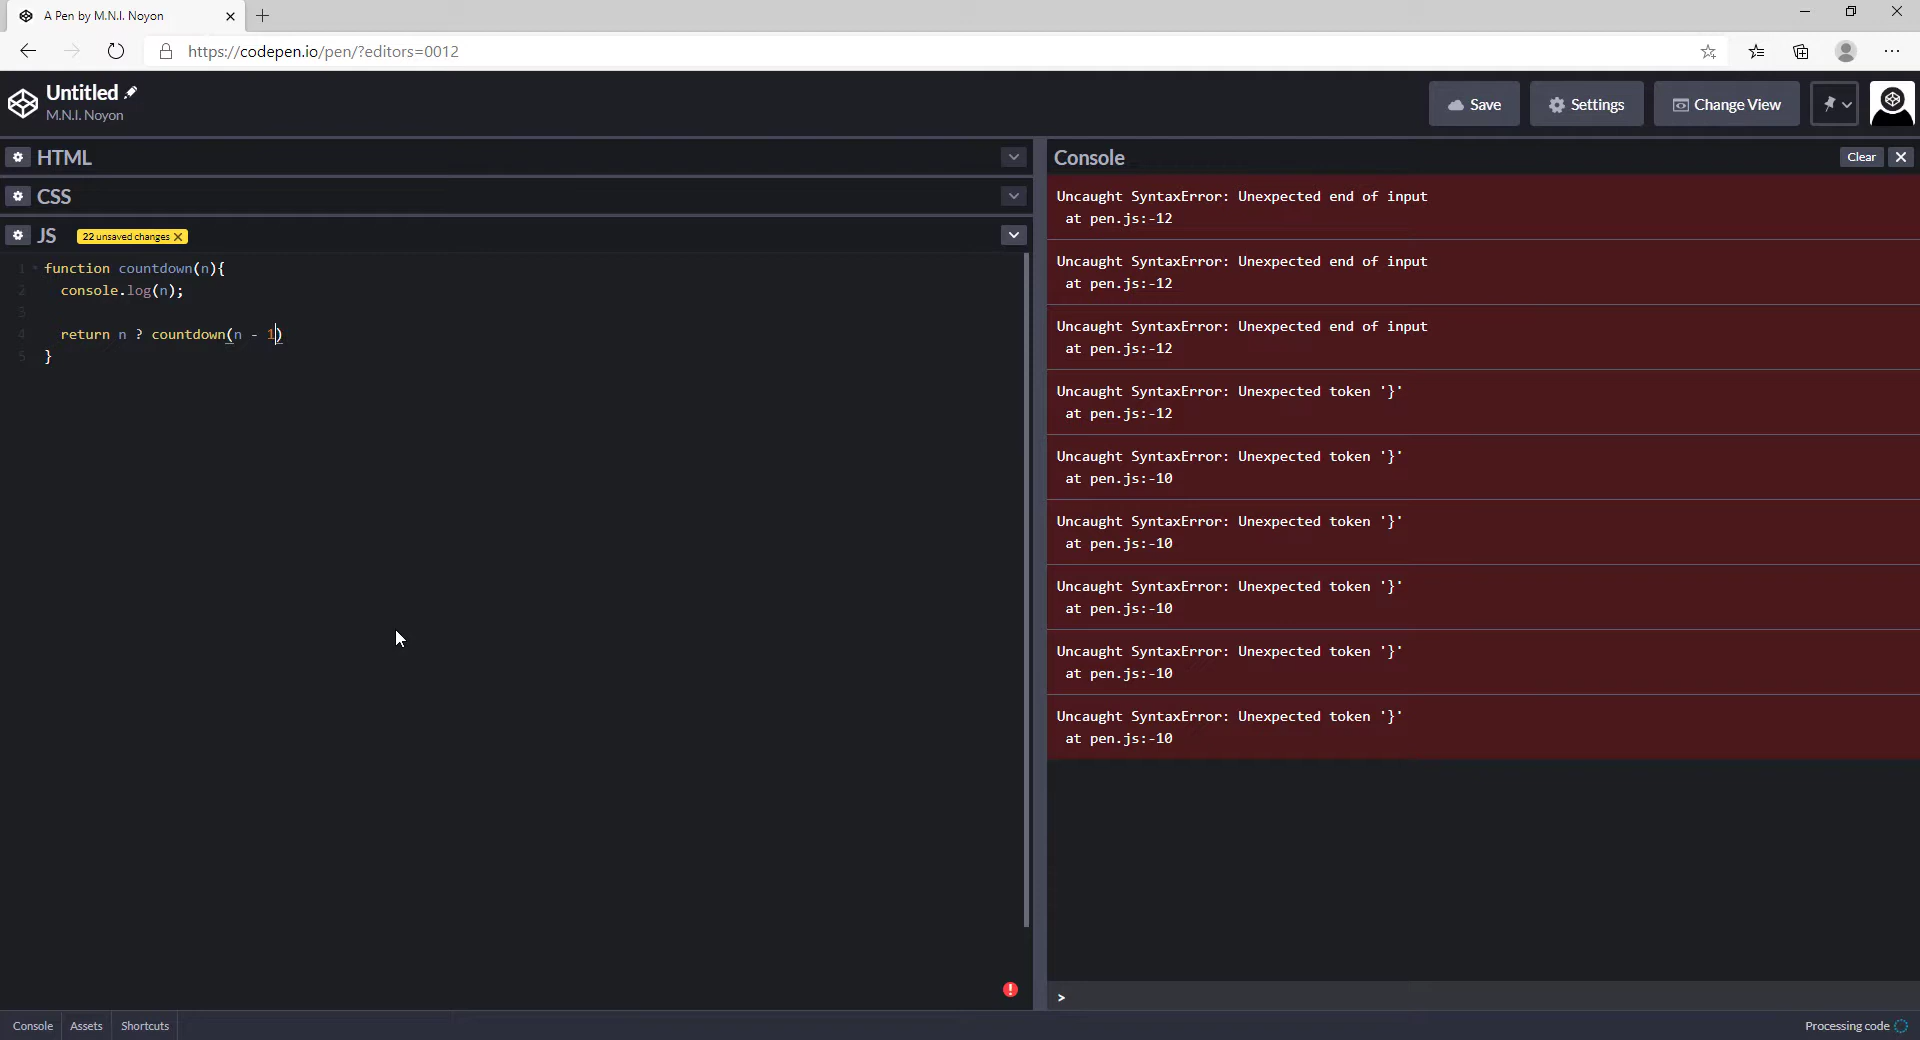 A Pen by M.N.I. Noyon
https://codepen.io/pen/?editors=0012
Untitled
M.N.I. Noyon
Save
Settings
Change View
HTML
CSS
JS
22 unsaved changes
1 function countdown(n){
2 console.log(n);
3
4 return n ? countdown(n - 1)
5 }
Console
Clear
Uncaught SyntaxError: Unexpected end of input
at pen.js:-12
Uncaught SyntaxError: Unexpected end of input
at pen.js:-12
Uncaught SyntaxError: Unexpected end of input
at pen.js:-12
Uncaught SyntaxError: Unexpected token '}'
at pen.js:-12
Uncaught SyntaxError: Unexpected token '}'
at pen.js:-10
Uncaught SyntaxError: Unexpected token '}'
at pen.js:-10
Uncaught SyntaxError: Unexpected token '}'
at pen.js:-10
Uncaught SyntaxError: Unexpected token '}'
at pen.js:-10
Uncaught SyntaxError: Unexpected token '}'
at pen.js:-10
>
Console
Assets
Shortcuts
Processing code